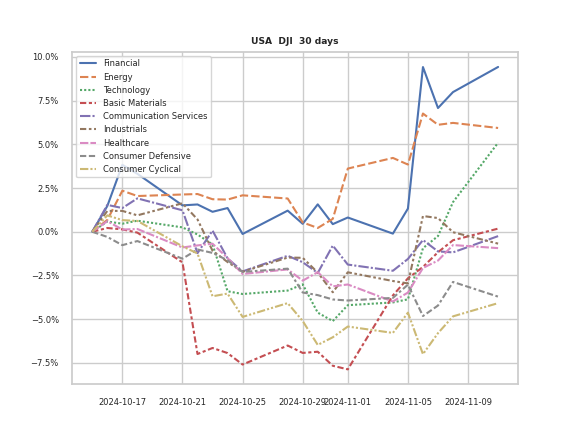 USA  DJI  30 days
10.0%
7.5%
5.0%
2.5%
0.0%
−2.5%
−5.0%
−7.5%
Financial
Energy
Technology
Basic Materials
Communication Services
Industrials
Healthcare
Consumer Defensive
Consumer Cyclical
2024-10-17 2024-10-21 2024-10-25 2024-10-29 2024-11-01 2024-11-05 2024-11-09